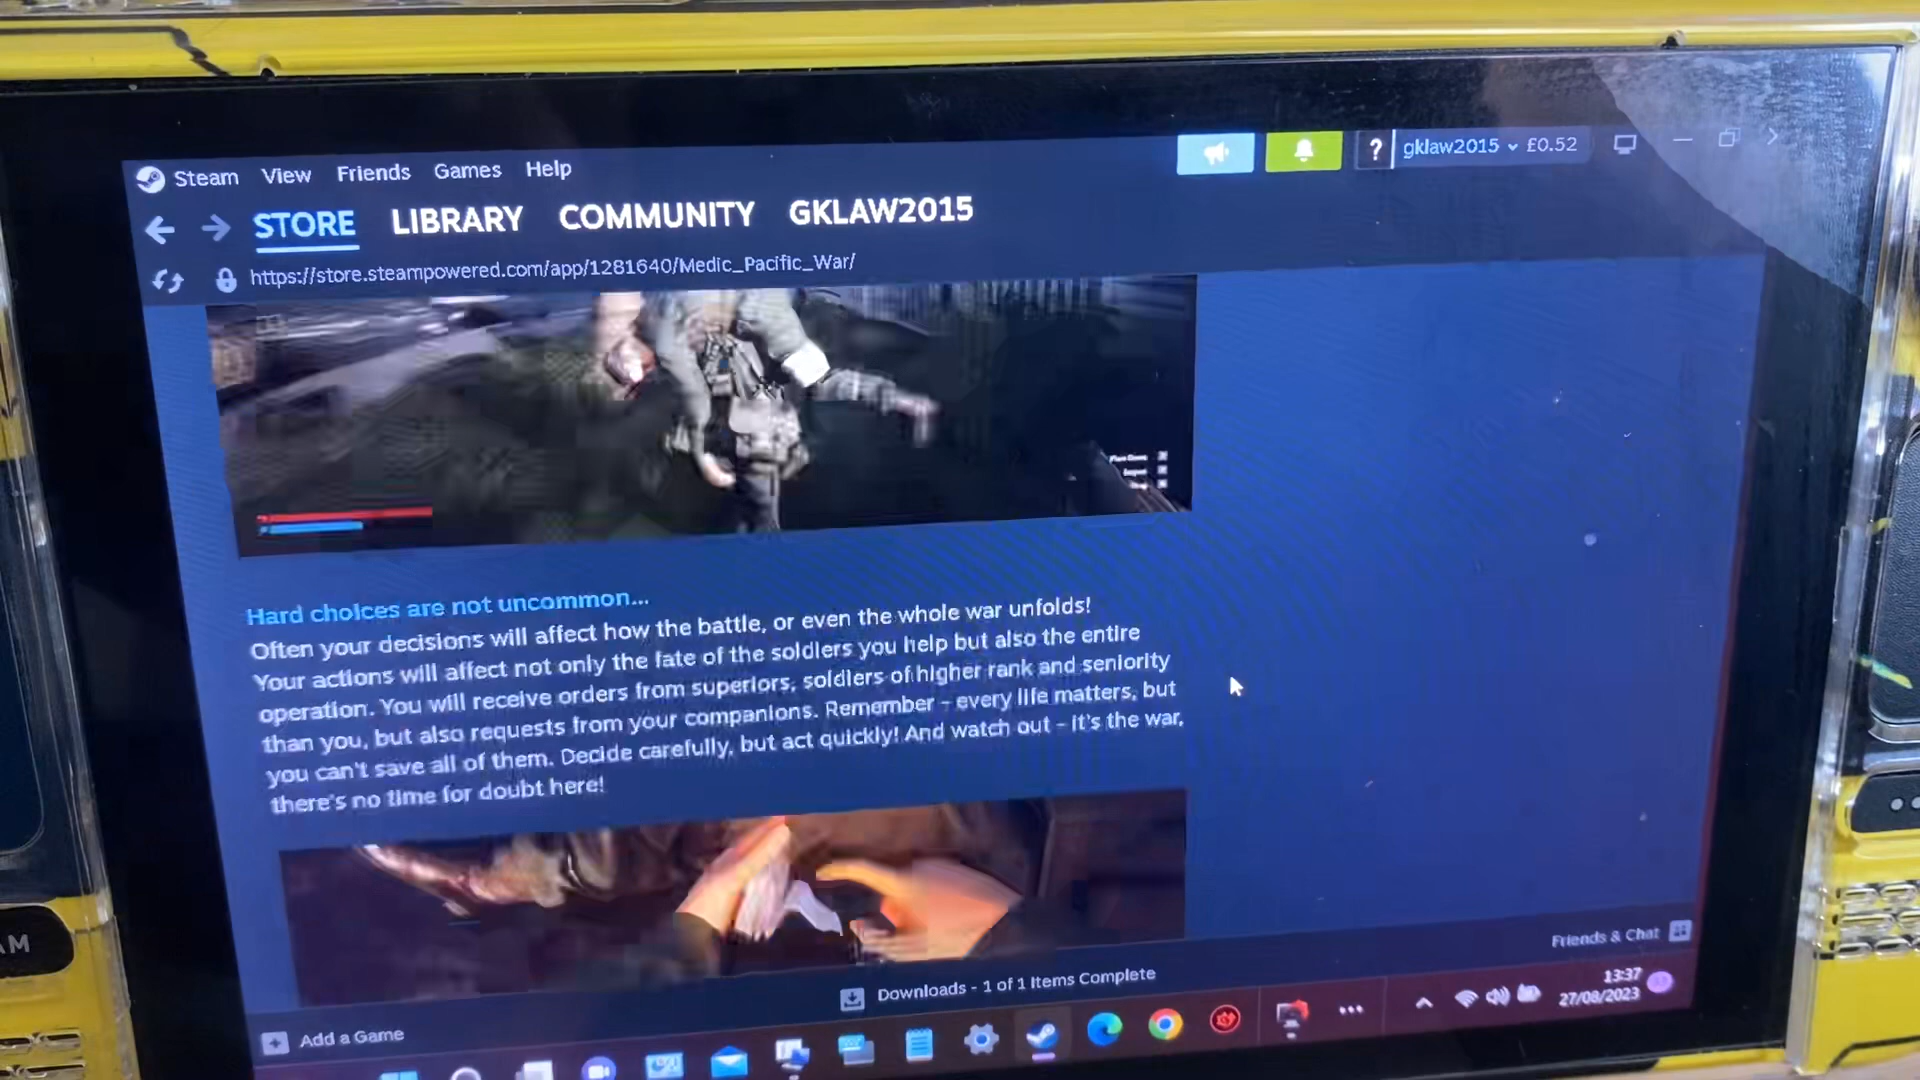 Steam View Friends Games Help
? gklaw2015 £0.52
STORE LIBRARY COMMUNITY GKLAW2015
https://store.steampowered.com/app/1281640/Medic_Pacific_War/
Hard choices are not uncommon...
Often your decisions will affect how the battle, or even the whole war unfolds!
Your actions will affect not only the fate of the soldiers you help but also the entire
operation. You will receive orders from superiors, soldiers of higher rank and seniority
than you, but also requests from your companions. Remember - every life matters, but
you can't save all of them. Decide carefully, but act quickly! And watch out - it's the war,
there's no time for doubt here!
Friends & Chat
Downloads - 1 of 1 Items Complete
Add a Game
13:37
27/08/2023
AM